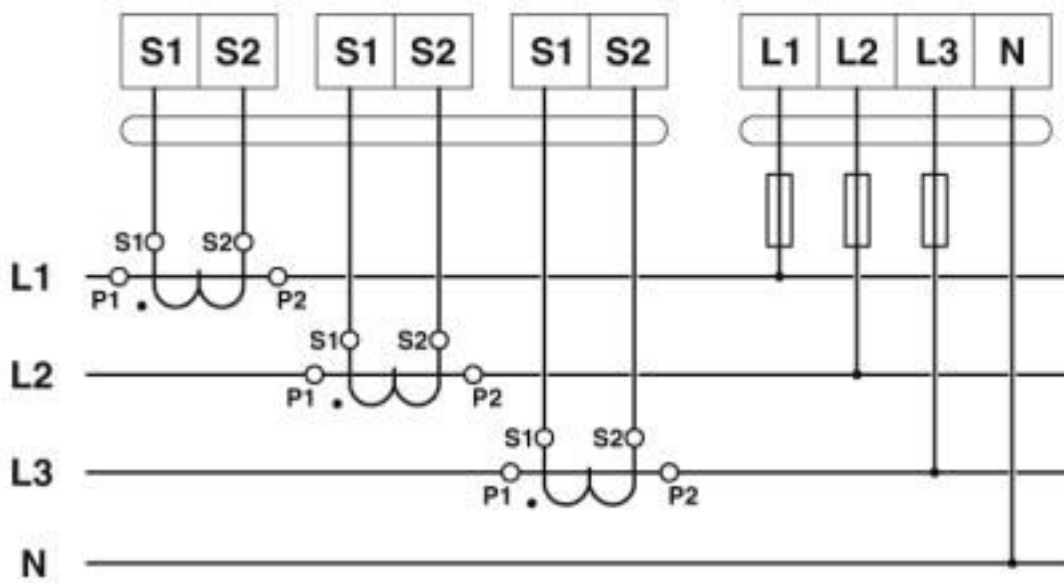 S1 S2 S1 S2 S1 S2 L1 L2 L3 N
S1 S2
L1
P1 P2
S1 S2
L2
P1 P2
S1 S2
L3
P1 P2
N